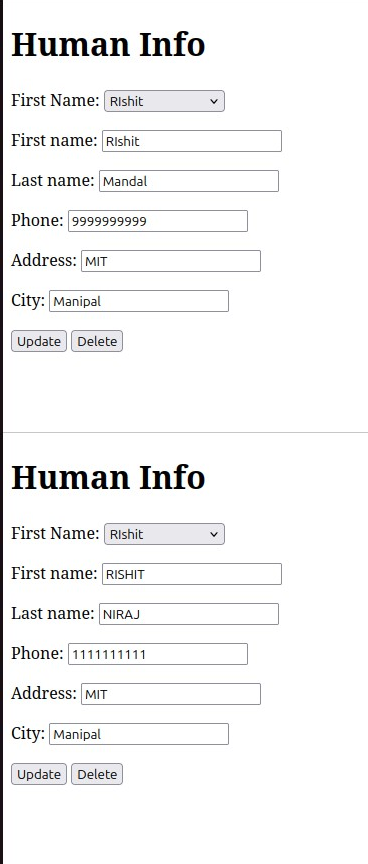 Human Info
First Name: RIshit
First name: RIshit
Last name: Mandal
Phone: 9999999999
Address: MIT
City: Manipal
Update Delete
Human Info
First Name: RIshit
First name: RISHIT
Last name: NIRAJ
Phone: 1111111111
Address: MIT
City: Manipal
Update Delete